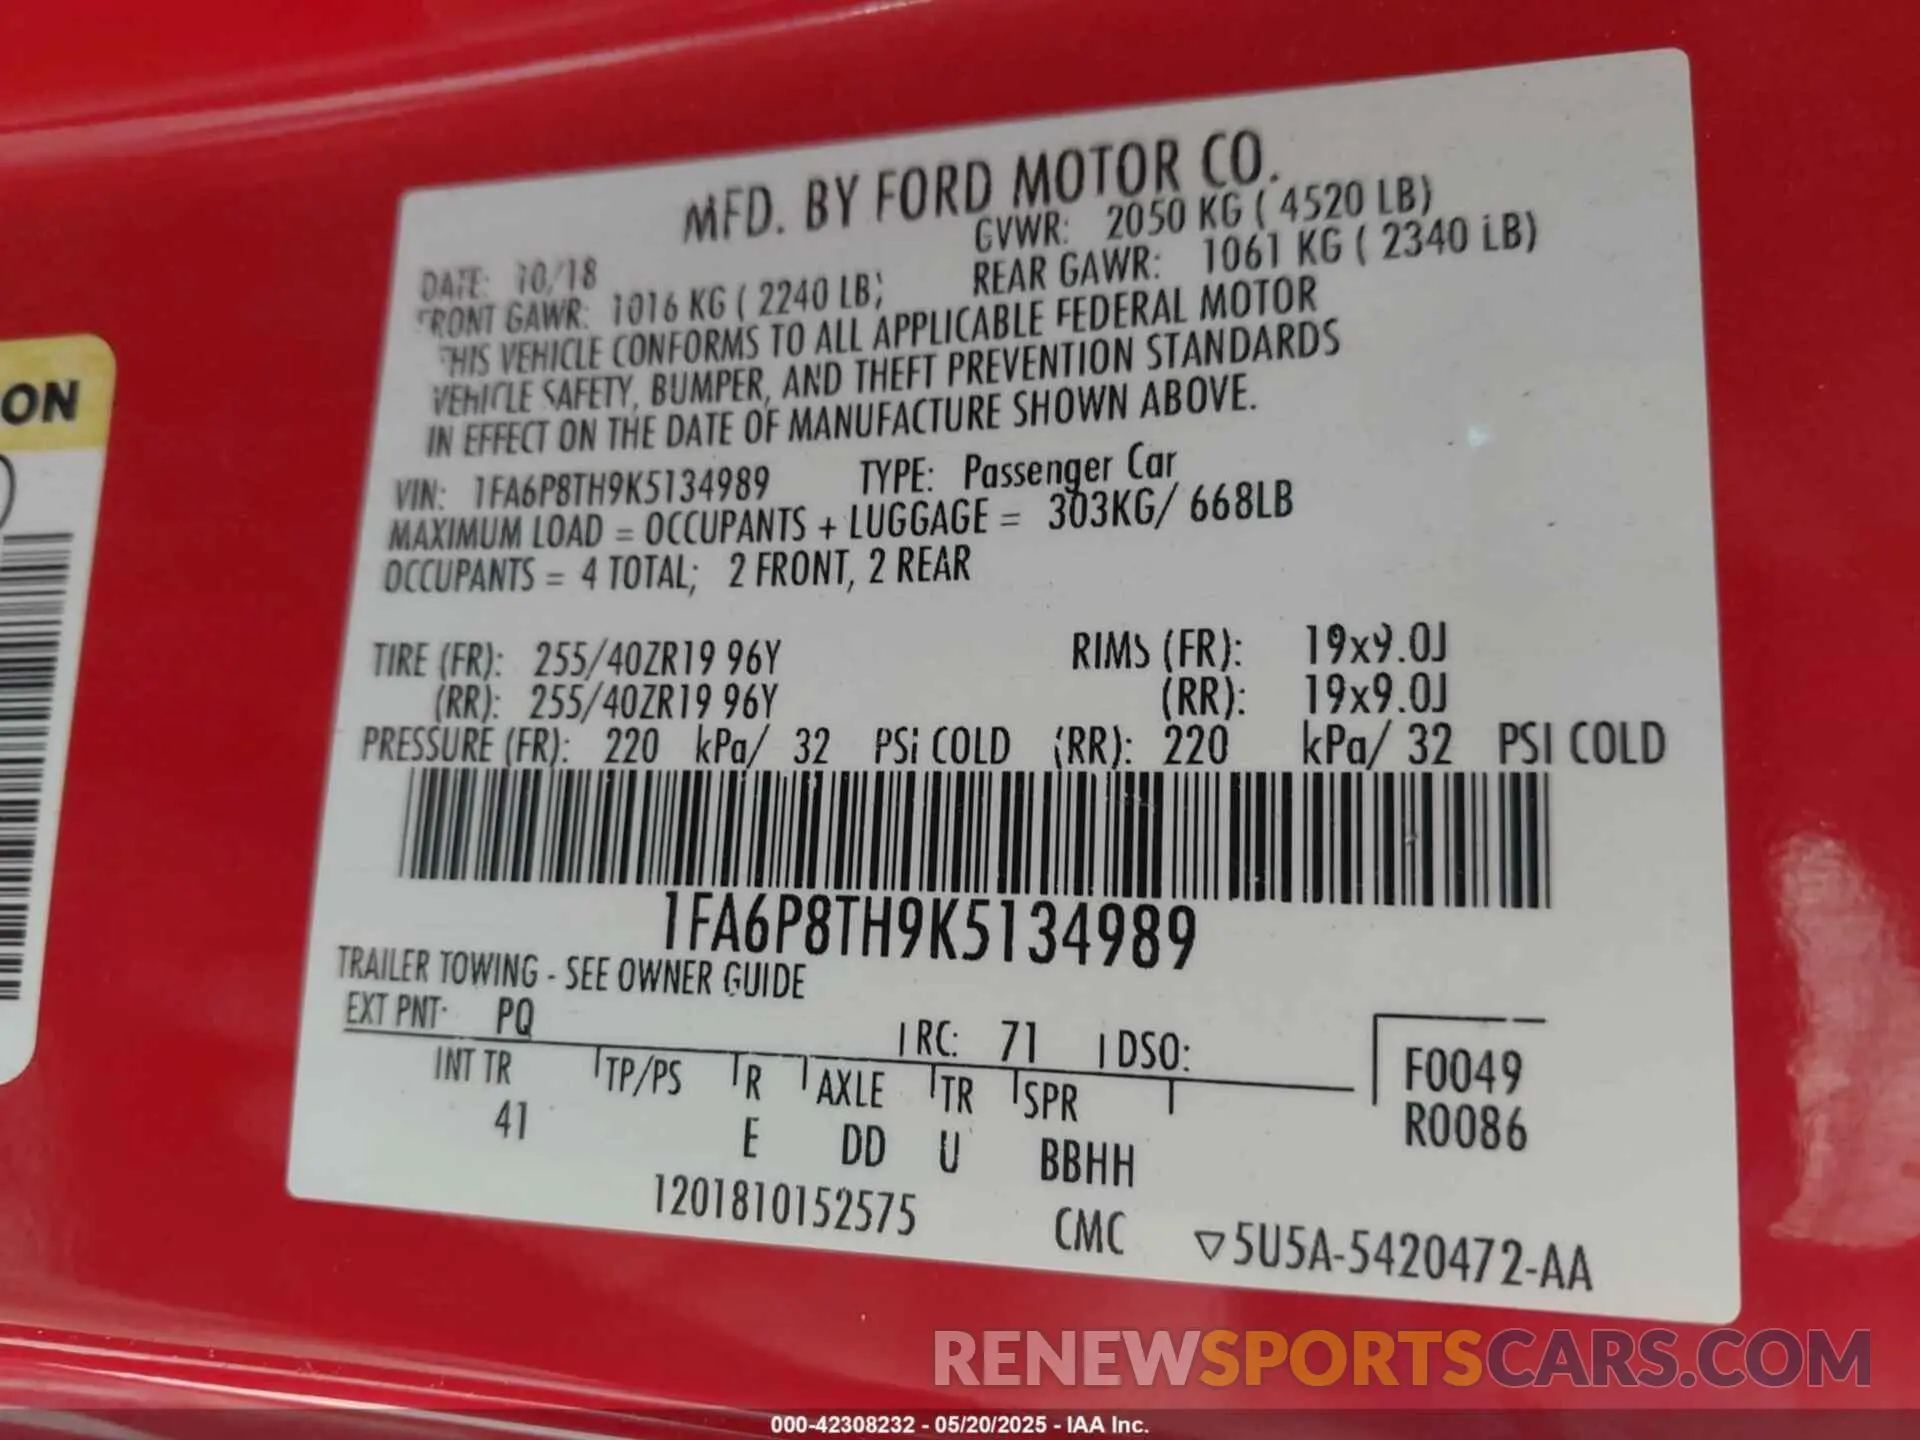 ON
MFD. BY FORD MOTOR CO.
DATE: 10/18 GVWR: 2050 KG ( 4520 LB)
FRONT GAWR: 1016 KG ( 2240 LB) REAR GAWR: 1061 KG ( 2340 LB)
THIS VEHICLE CONFORMS TO ALL APPLICABLE FEDERAL MOTOR
VEHICLE SAFETY, BUMPER, AND THEFT PREVENTION STANDARDS
IN EFFECT ON THE DATE OF MANUFACTURE SHOWN ABOVE.
VIN: 1FA6P8TH9K5134989 TYPE: Passenger Car
MAXIMUM LOAD = OCCUPANTS + LUGGAGE = 303KG/ 668LB
OCCUPANTS = 4 TOTAL; 2 FRONT, 2 REAR
TIRE (FR): 255/40ZR19 96Y RIMS (FR): 19x9.0J
(RR): 255/40ZR19 96Y (RR): 19x9.0J
PRESSURE (FR): 220 kPa/ 32 PSI COLD (RR): 220 kPa/ 32 PSI COLD
1FA6P8TH9K5134989
TRAILER TOWING - SEE OWNER GUIDE
EXT PNT: PQ RC: 71 DSO:
INT TR TP/PS R AXLE TR SPR F0049
41 E DD U BBHH R0086
1201810152575 CMC ▽5U5A-5420472-AA
RENEWSPORTSCARS.COM
000-42308232 - 05/20/2025 - IAA Inc.